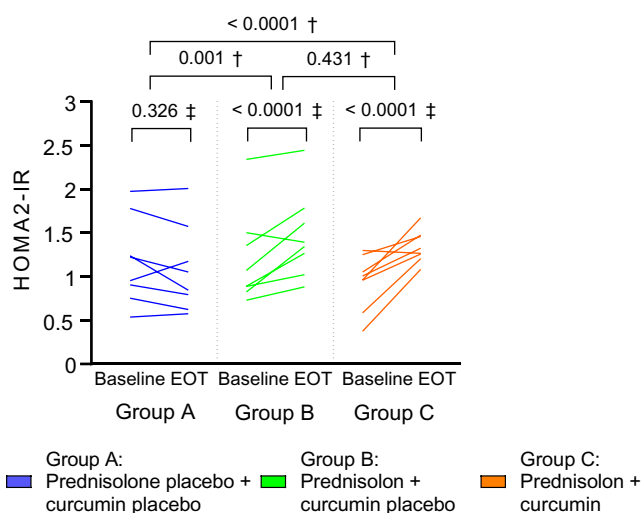 < 0.0001 †
0.001 †
0.431 †
0.326 ‡
< 0.0001 ‡
< 0.0001 ‡
HOMA2-IR
3
2.5
2
1.5
1
0.5
0
Baseline EOT
Baseline EOT
Baseline EOT
Group A
Group B
Group C
Group A:
Prednisolone placebo +
curcumin placebo
Group B:
Prednisolon +
curcumin placebo
Group C:
Prednisolon +
curcumin